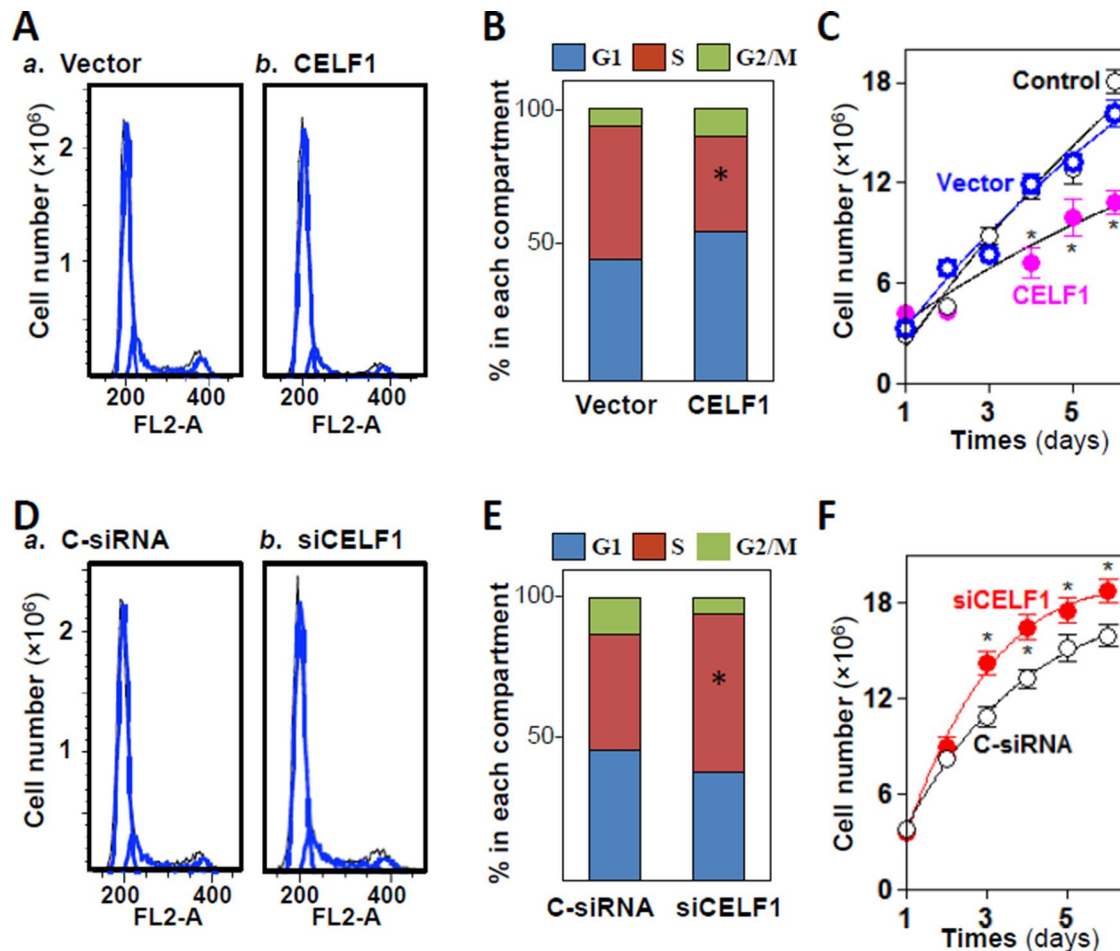 A
a. Vector
b. CELF1
Cell number (×10⁶)
2
1
200 400 200 400
FL2-A FL2-A
B
G1 S G2/M
% in each compartment
100
50
*
Vector CELF1
C
Cell number (×10⁶)
18
12
6
0
Control
Vector
CELF1
* * *
1 3 5
Times (days)
D
a. C-siRNA
b. siCELF1
Cell number (×10⁶)
2
1
200 400 200 400
FL2-A FL2-A
E
G1 S G2/M
% in each compartment
100
50
*
C-siRNA siCELF1
F
Cell number (×10⁶)
18
12
6
0
siCELF1
C-siRNA
* * * *
1 3 5
Times (days)